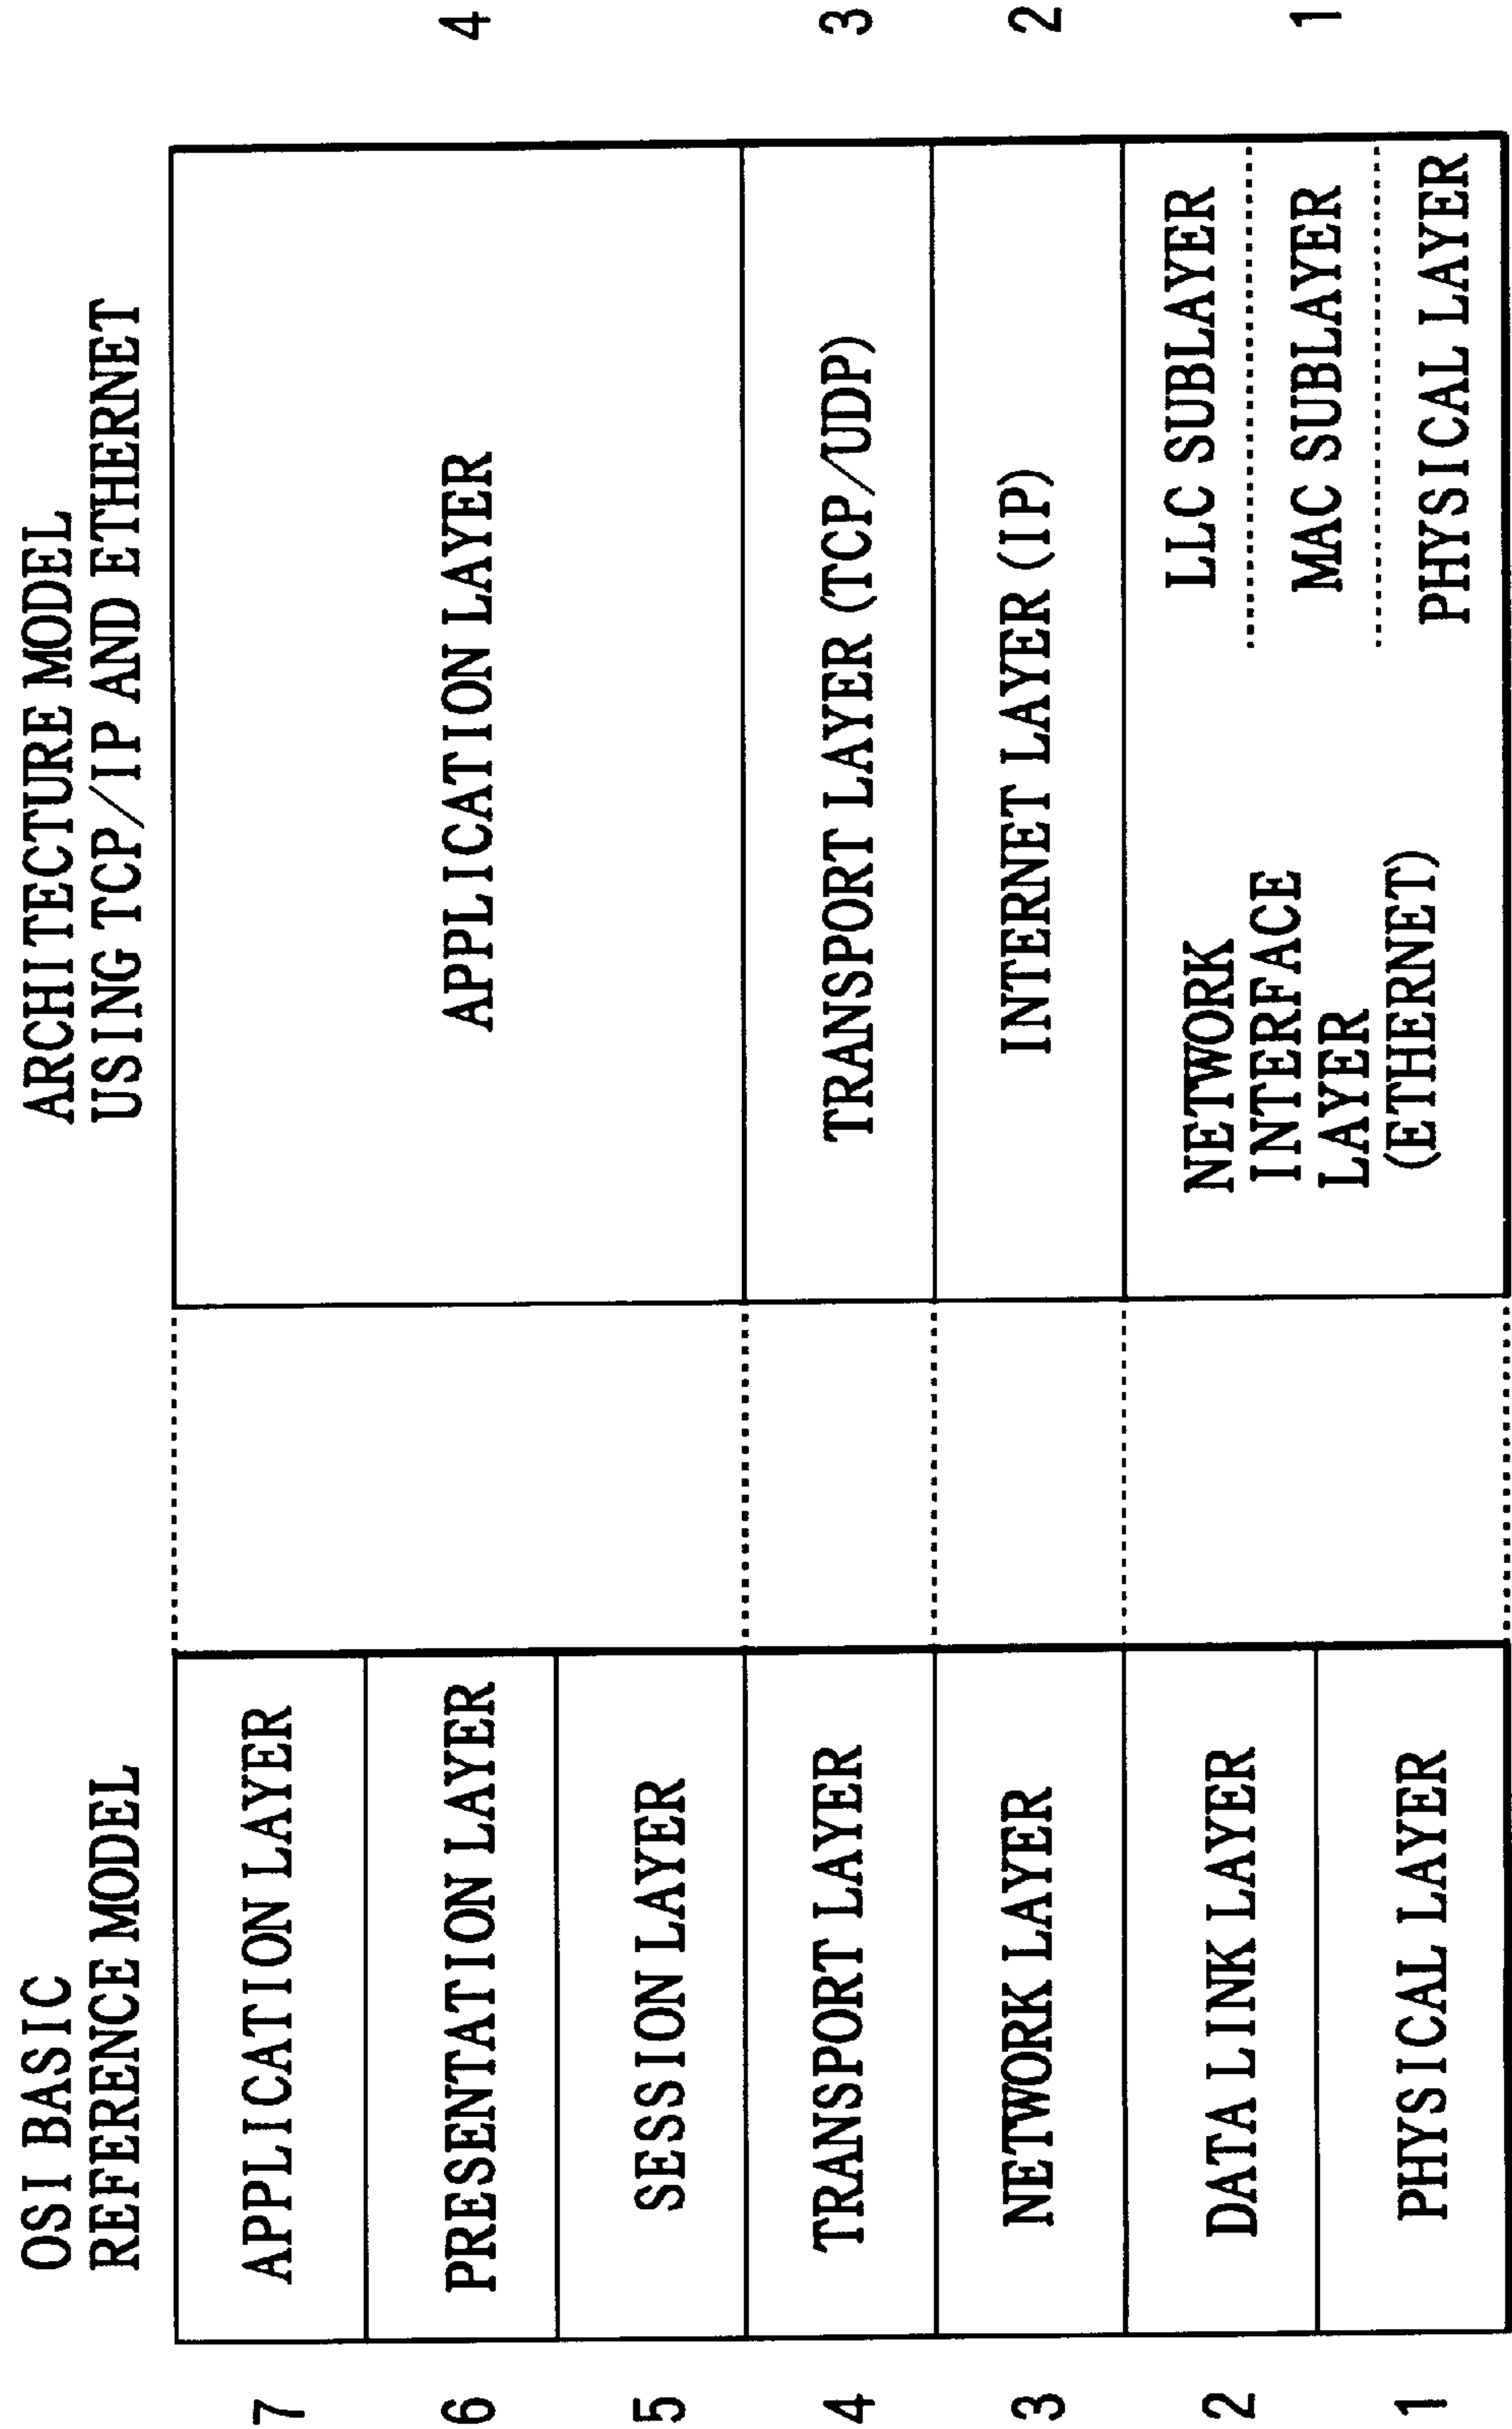 OSI BASIC
REFERENCE MODEL
7
APPLICATION LAYER
6
PRESENTATION LAYER
5
SESSION LAYER
4
TRANSPORT LAYER
3
NETWORK LAYER
2
DATA LINK LAYER
1
PHYSICAL LAYER
ARCHITECTURE MODEL
USING TCP/IP AND ETHERNET
APPLICATION LAYER
4
TRANSPORT LAYER (TCP/UDP)
3
INTERNET LAYER (IP)
2
NETWORK
INTERFACE
LAYER
(ETHERNET)
LLC SUBLAYER
MAC SUBLAYER
PHYSICAL LAYER
1